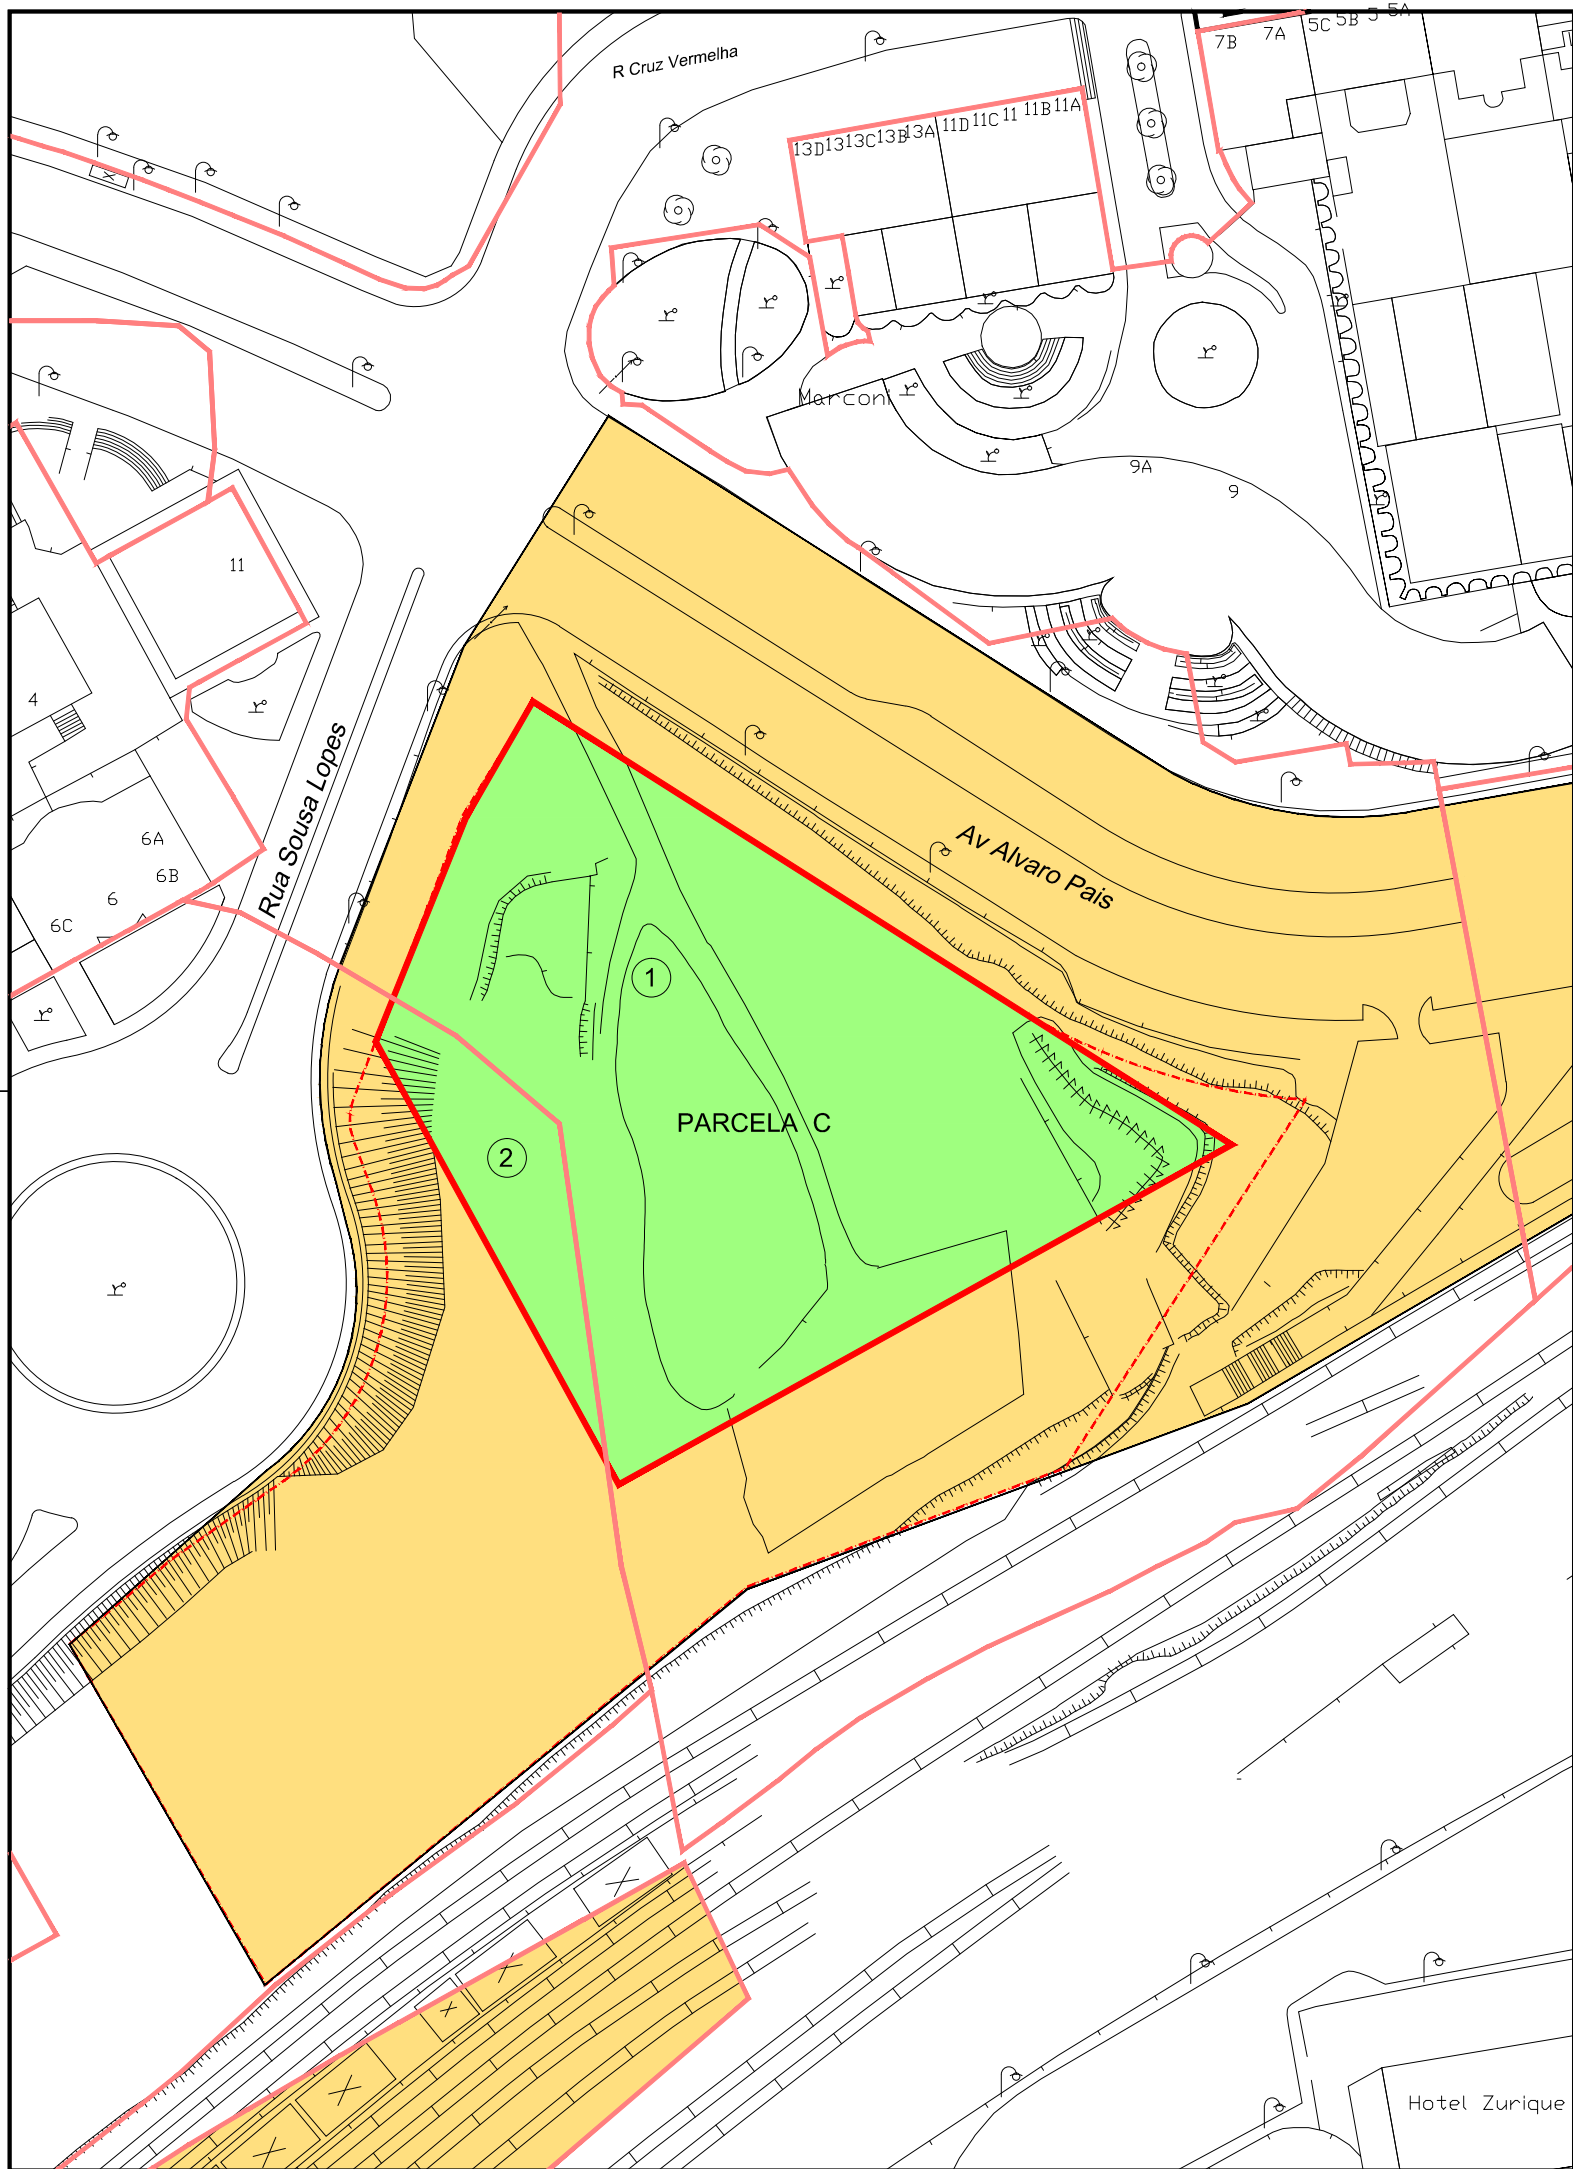 R Cruz Vermelha
7B 7A 5C 5B 5 5A
13D 13 13C 13B 13A 11D 11C 11 11B 11A
Marconi
9A
9
11
4
Rua Sousa Lopes
6A
6B
6
6C
Av Alvaro Pais
1
PARCELA C
2
Hotel Zurique